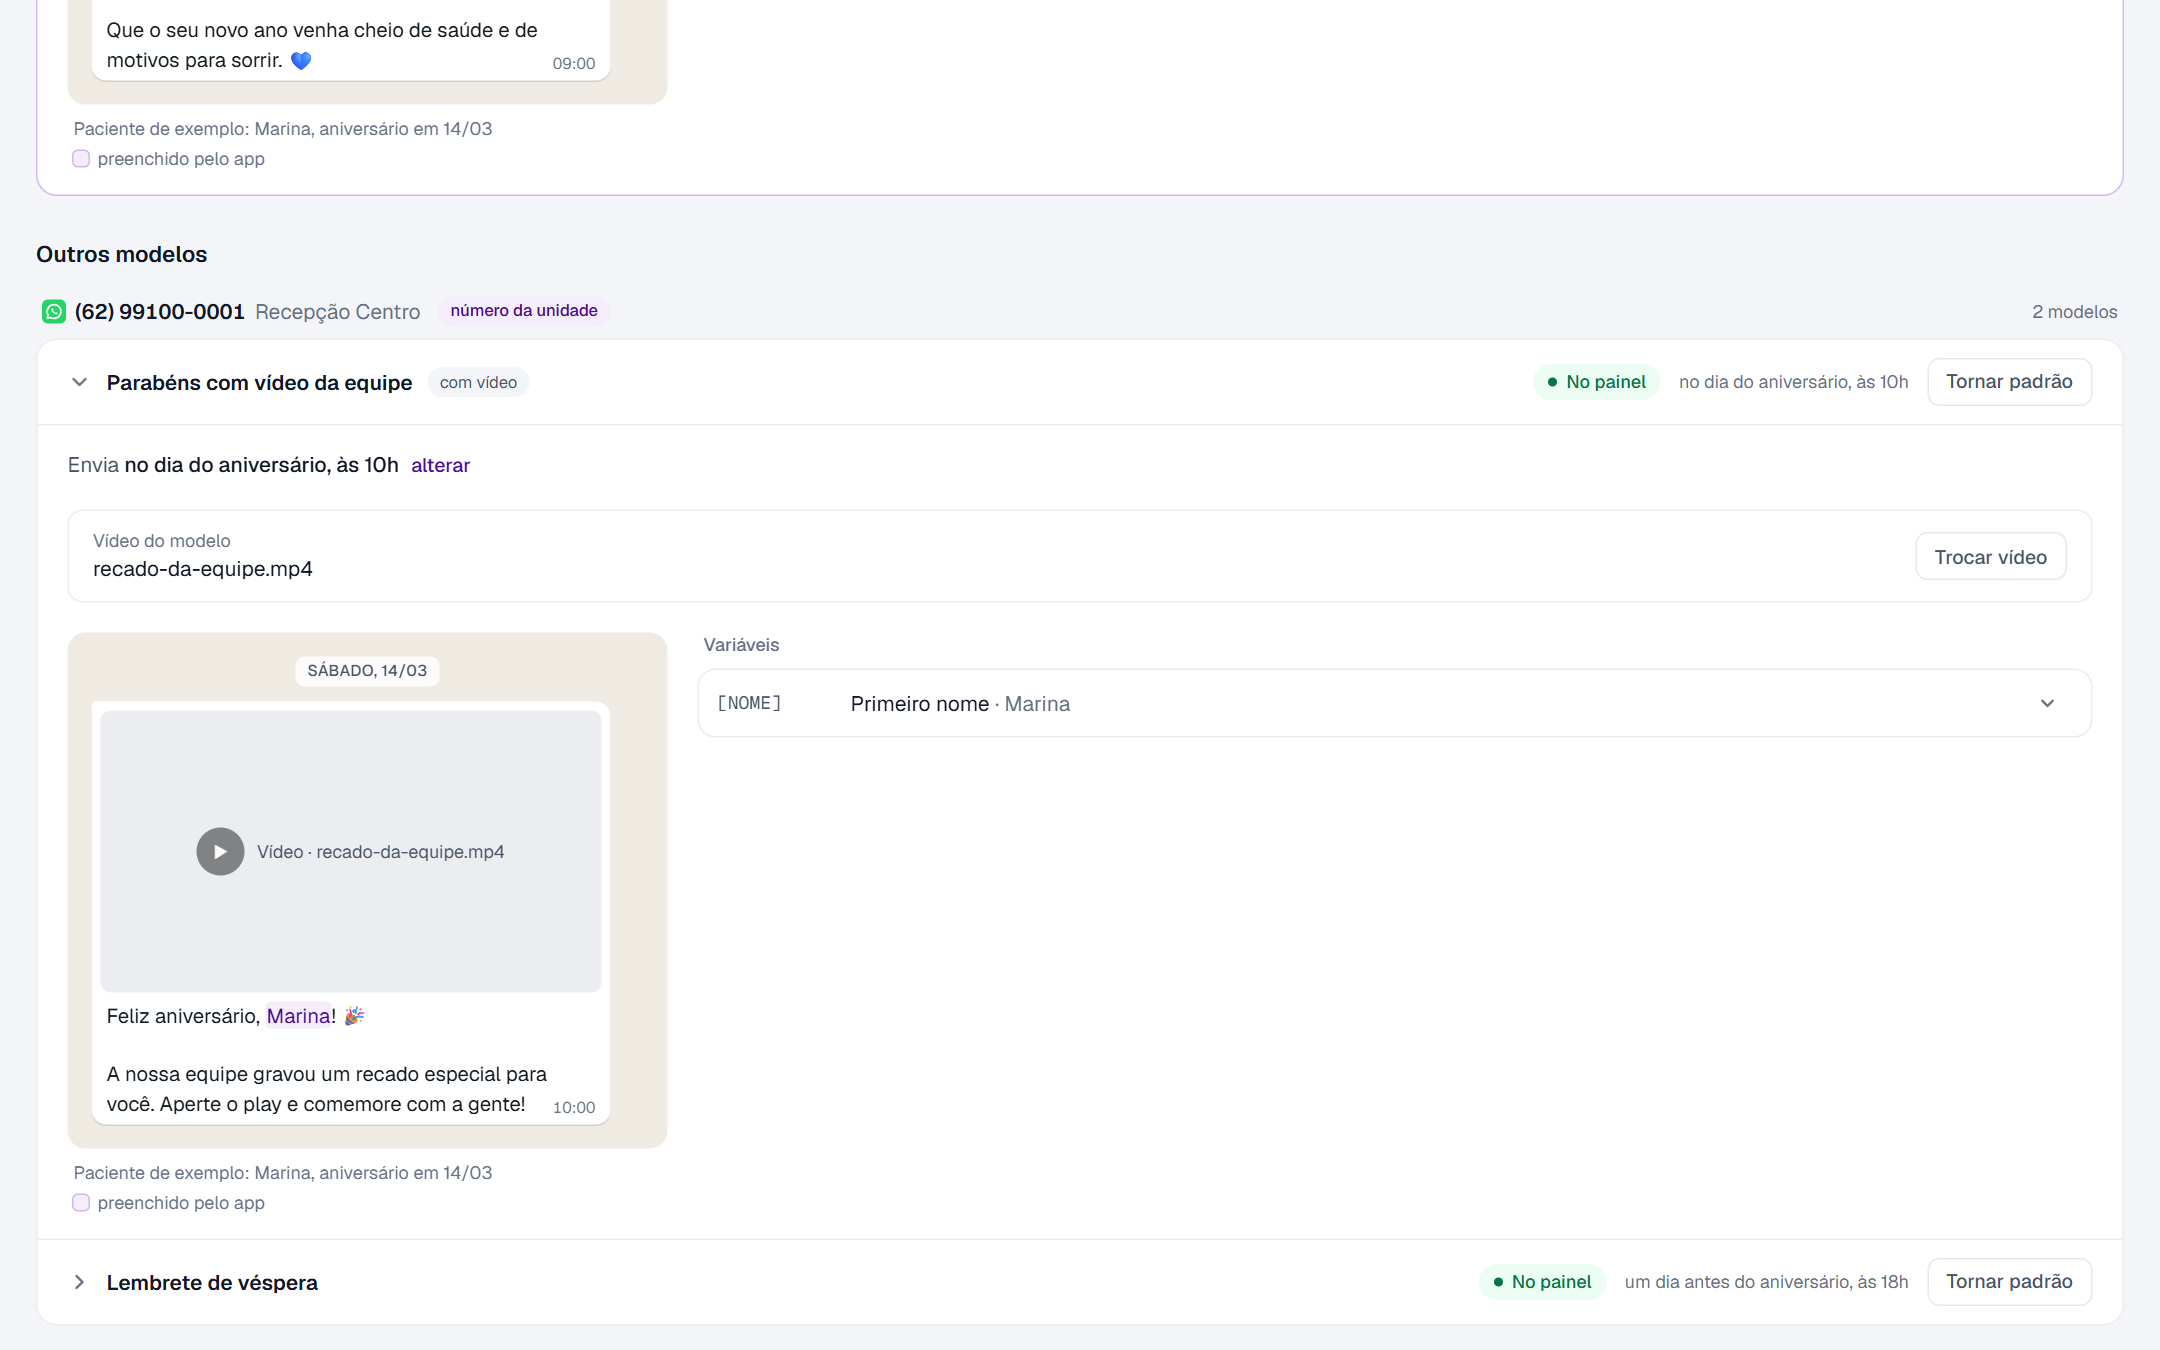 Que o seu novo ano venha cheio de saúde e de
motivos para sorrir. 💙
09:00
Paciente de exemplo: Marina, aniversário em 14/03
preenchido pelo app
Outros modelos
(62) 99100-0001 Recepção Centro número da unidade
2 modelos
Parabéns com vídeo da equipe com vídeo
No painel no dia do aniversário, às 10h Tornar padrão
Envia no dia do aniversário, às 10h alterar
Vídeo do modelo
recado-da-equipe.mp4
Trocar vídeo
SÁBADO, 14/03
Vídeo · recado-da-equipe.mp4
Feliz aniversário, Marina! 🎉
A nossa equipe gravou um recado especial para
você. Aperte o play e comemore com a gente!
10:00
Variáveis
[NOME] Primeiro nome · Marina
Paciente de exemplo: Marina, aniversário em 14/03
preenchido pelo app
Lembrete de véspera
No painel um dia antes do aniversário, às 18h Tornar padrão